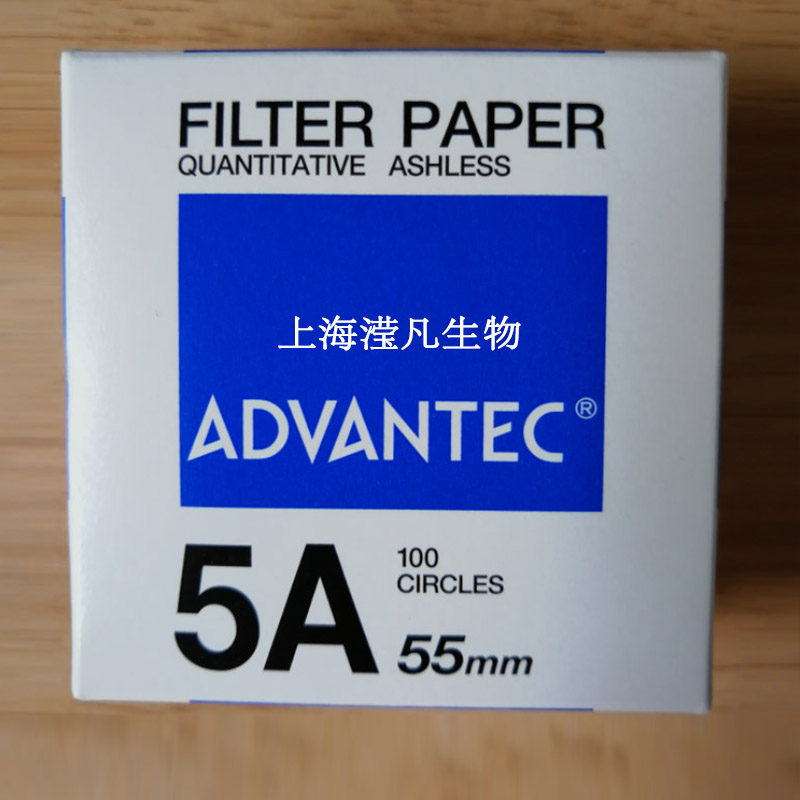 FILTER PAPER
QUANTITATIVE ASHLESS
上海滢凡生物
ADVANTEC®
5A
100
CIRCLES
55mm